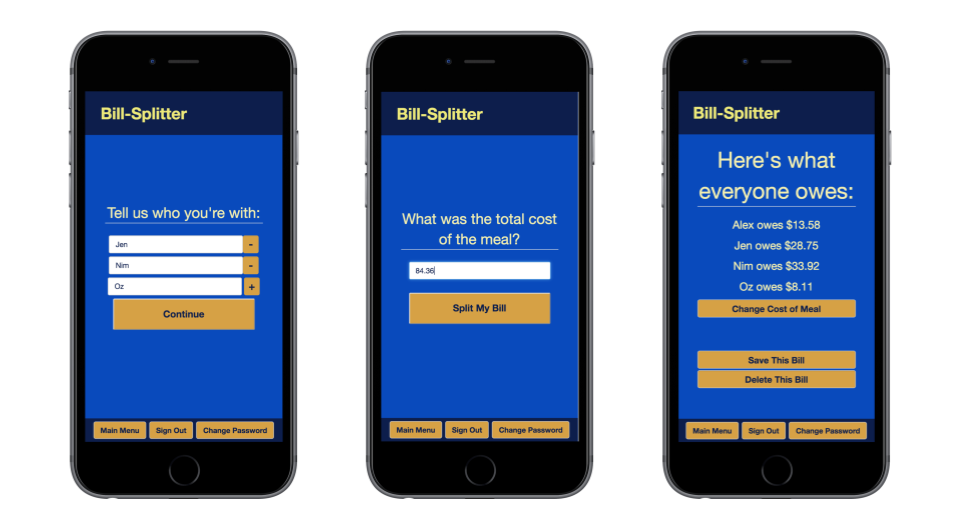 Bill-Splitter
Tell us who you're with:
Jen
-
Nim
-
Oz
+
Continue
Main Menu
Sign Out
Change Password
Bill-Splitter
What was the total cost
of the meal?
84.36
Split My Bill
Main Menu
Sign Out
Change Password
Bill-Splitter
Here's what
everyone owes:
Alex owes $13.58
Jen owes $28.75
Nim owes $33.92
Oz owes $8.11
Change Cost of Meal
Save This Bill
Delete This Bill
Main Menu
Sign Out
Change Password